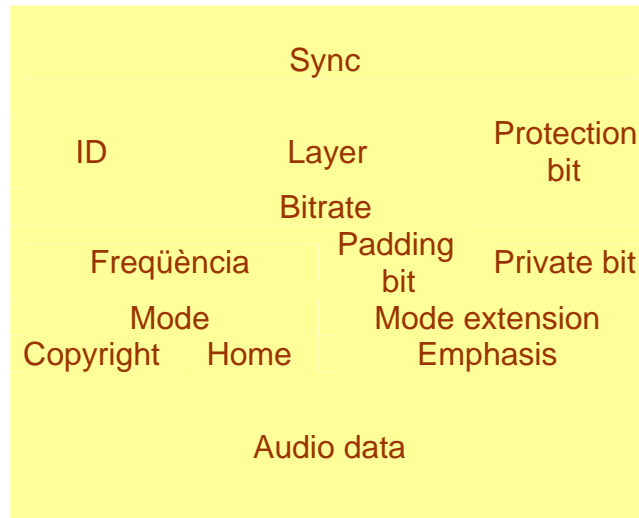 Sync
ID Layer Protection bit
Bitrate
Freqüència Padding bit Private bit
Mode Mode extension
Copyright Home Emphasis
Audio data